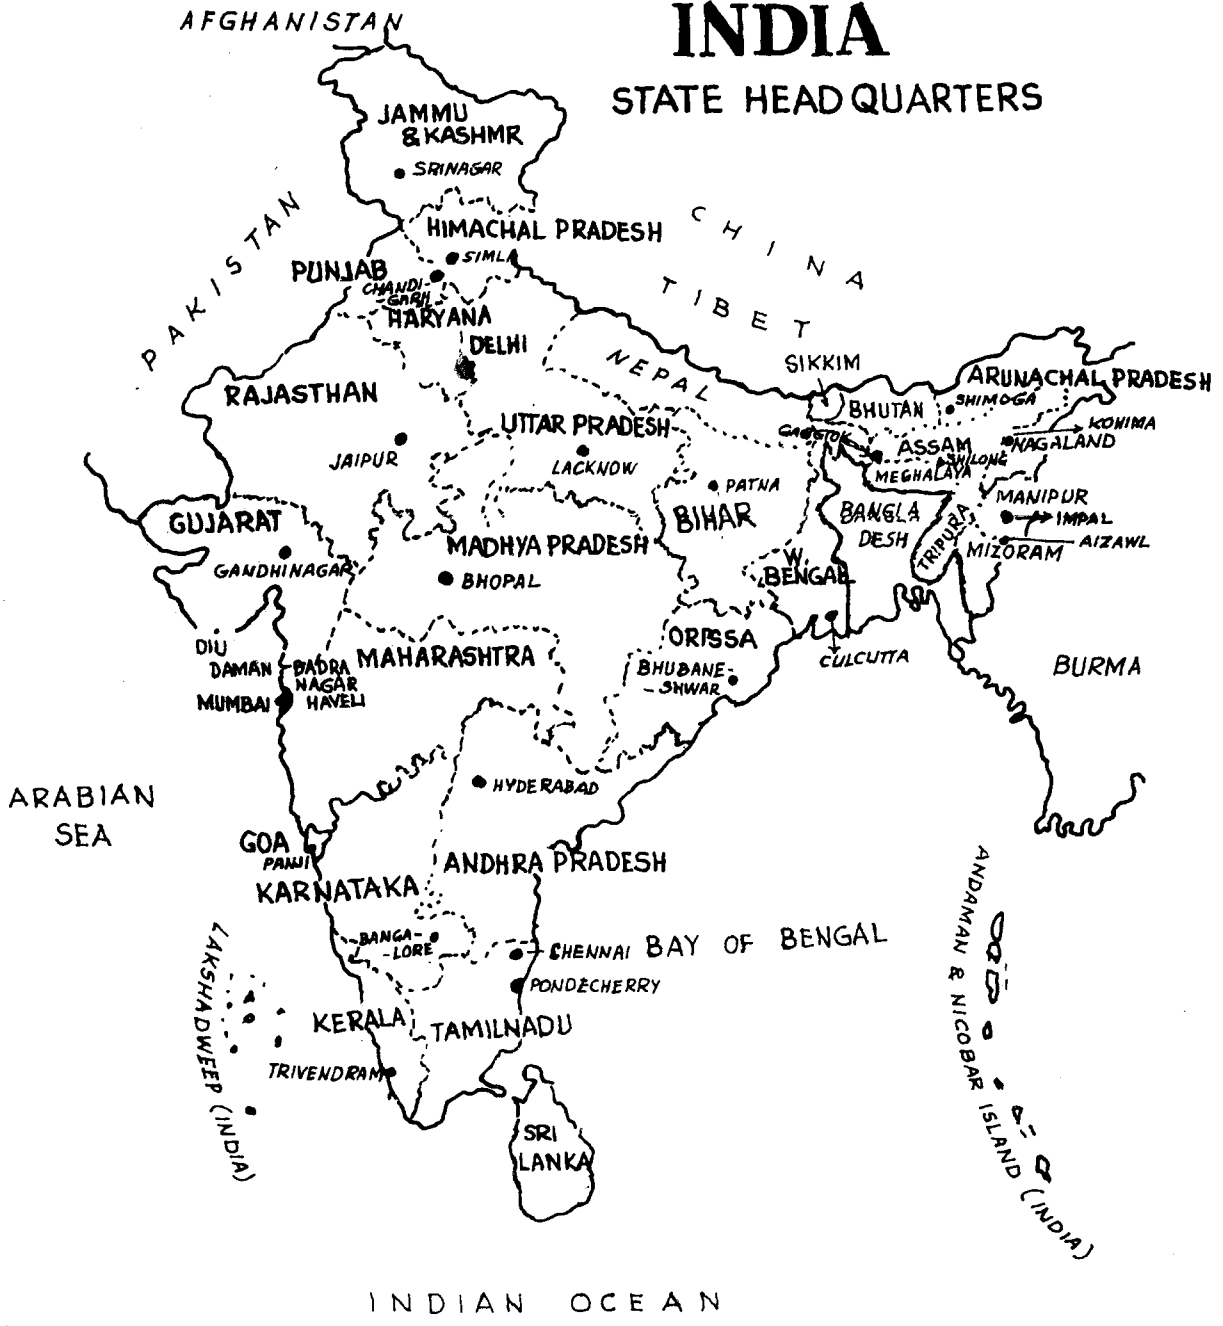 AFGHANISTAN
INDIA
STATE HEADQUARTERS
JAMMU
& KASHMR
SRINAGAR
PAKISTAN
CHINA
TIBET
HIMACHAL PRADESH
SIMLA
PUNJAB
CHANDI-
-GARH
HARYANA
DELHI
NEPAL
SIKKIM
ARUNACHAL PRADESH
SHIMOGA
BHUTAN
RAJASTHAN
JAIPUR
UTTAR PRADESH
LACKNOW
GANGTOK
ASSAM
KOHIMA
NAGALAND
SHILONG
MEGHALAYA
PATNA
BIHAR
BANGLA
DESH
TRIPURA
MANIPUR
IMPAL
AIZAWL
MIZORAM
GUJARAT
GANDHINAGAR
MADHYA PRADESH
BHOPAL
W.
BENGAL
DIU
DAMAN
BADRA
NAGAR
HAVELI
MUMBAI
MAHARASHTRA
ORISSA
BHUBANE-
-SHWAR
CULCUTTA
BURMA
ARABIAN
SEA
HYDERABAD
GOA
PANJI
ANDHRA PRADESH
KARNATAKA
BANGA-
-LORE
CHENNAI
BAY OF BENGAL
PONDECHERRY
LAKSHADWEEP (INDIA)
KERALA
TAMILNADU
TRIVENDRAM
ANDAMAN & NICOBAR ISLAND (INDIA)
SRI
LANKA
INDIAN OCEAN